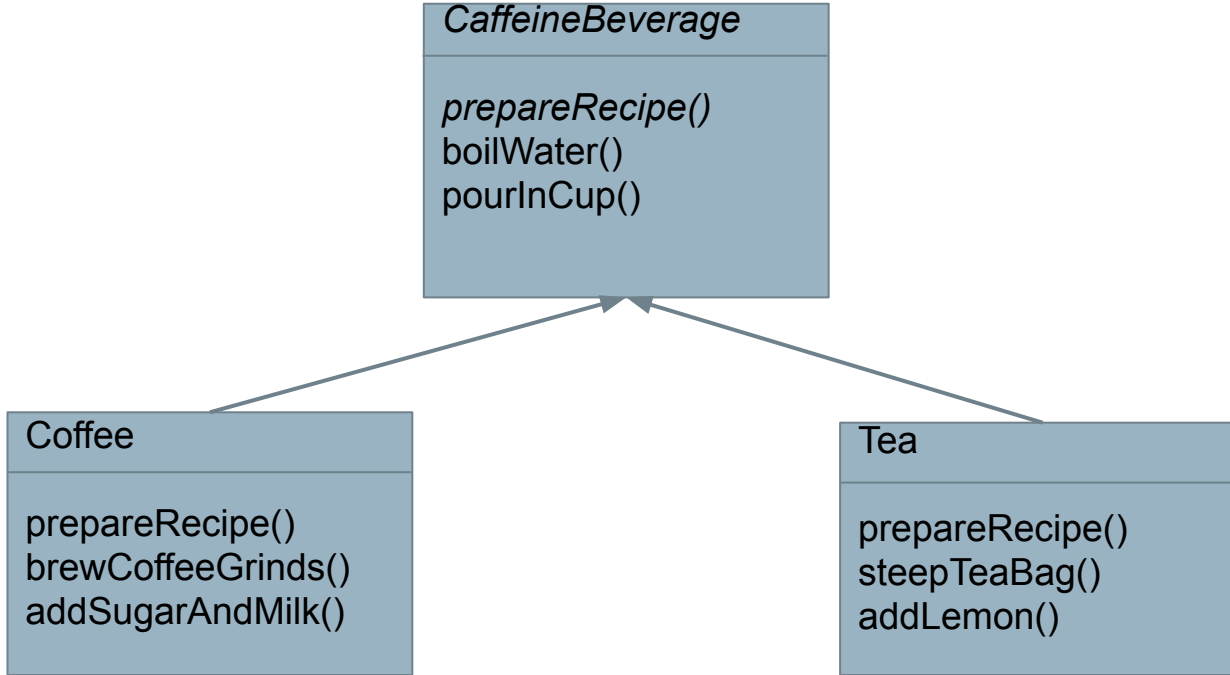 CaffeineBeverage
prepareRecipe()
boilWater()
pourInCup()
Coffee
prepareRecipe()
brewCoffeeGrinds()
addSugarAndMilk()
Tea
prepareRecipe()
steepTeaBag()
addLemon()